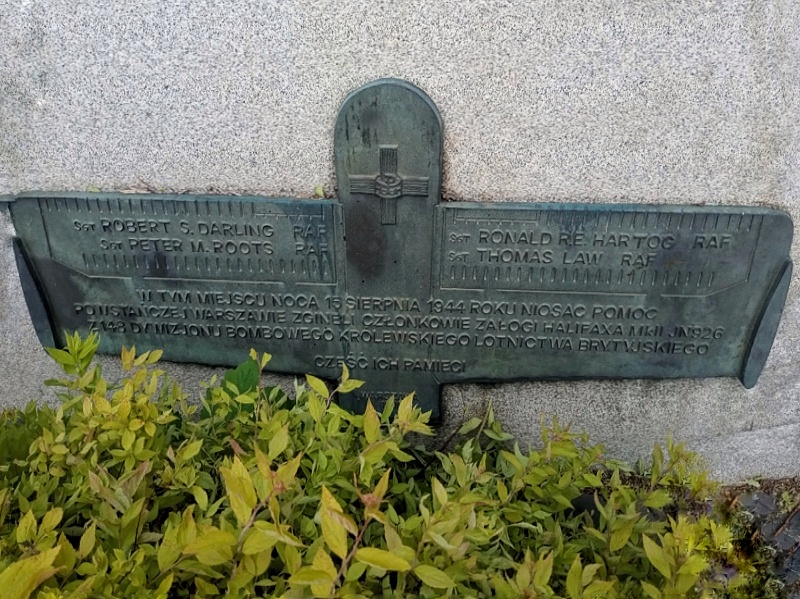 SGT ROBERT S. DARLING RAF
SGT PETER M. ROOTS RAF
SGT RONALD R.E. HARTOG RAF
SGT THOMAS LAW RAF
W TYM MIEJSCU NOCĄ 15 SIERPNIA 1944 ROKU NIOSĄC POMOC
POWSTAŃCZEJ WARSZAWIE ZGINĘLI CZŁONKOWIE ZAŁOGI HALIFAXA MK.II JN926
Z 148 DYWIZJONU BOMBOWEGO KRÓLEWSKIEGO LOTNICTWA BRYTYJSKIEGO
CZEŚĆ ICH PAMIĘCI